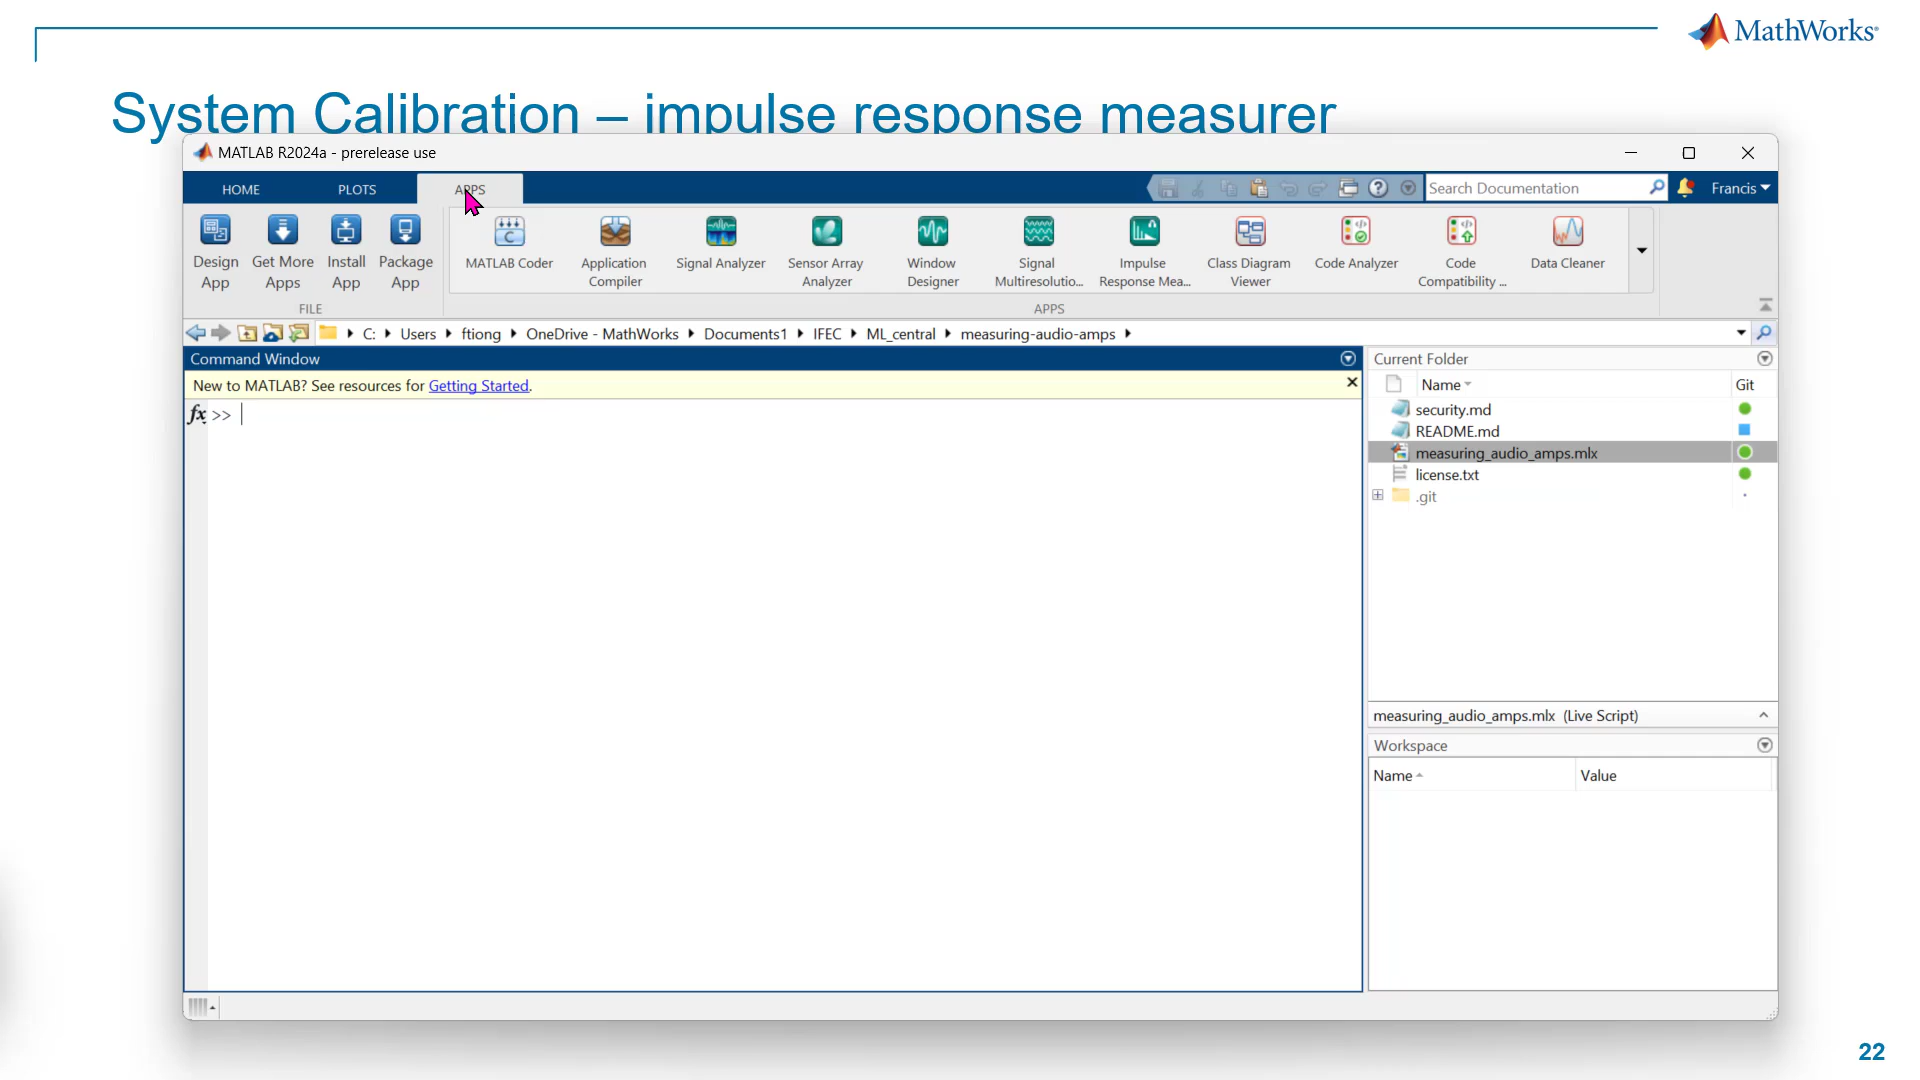 MathWorks®
System Calibration – impulse response measurer
MATLAB R2024a - prerelease use
HOME PLOTS APPS Search Documentation Francis
Design App
Get More Apps
Install App
Package App
MATLAB Coder
Application Compiler
Signal Analyzer
Sensor Array Analyzer
Window Designer
Signal Multiresolutio...
Impulse Response Mea...
Class Diagram Viewer
Code Analyzer
Code Compatibility ...
Data Cleaner
FILE APPS
C: Users ftiong OneDrive - MathWorks Documents1 IFEC ML_central measuring-audio-amps
Command Window
New to MATLAB? See resources for Getting Started.
fx >>
Current Folder
Name Git
security.md
README.md
measuring_audio_amps.mlx
license.txt
.git
measuring_audio_amps.mlx (Live Script)
Workspace
Name Value
22